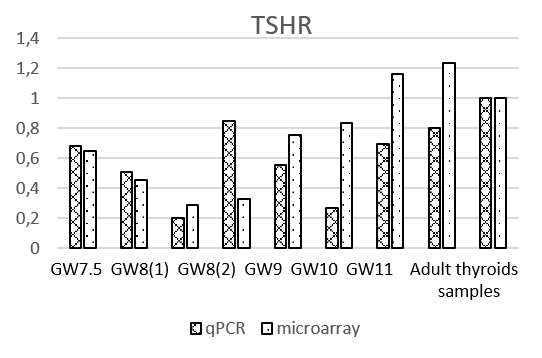 TSHR
1,4
1,2
1
0,8
0,6
0,4
0,2
0
GW7.5 GW8(1) GW8(2) GW9 GW10 GW11 Adult thyroids
samples
qPCR microarray